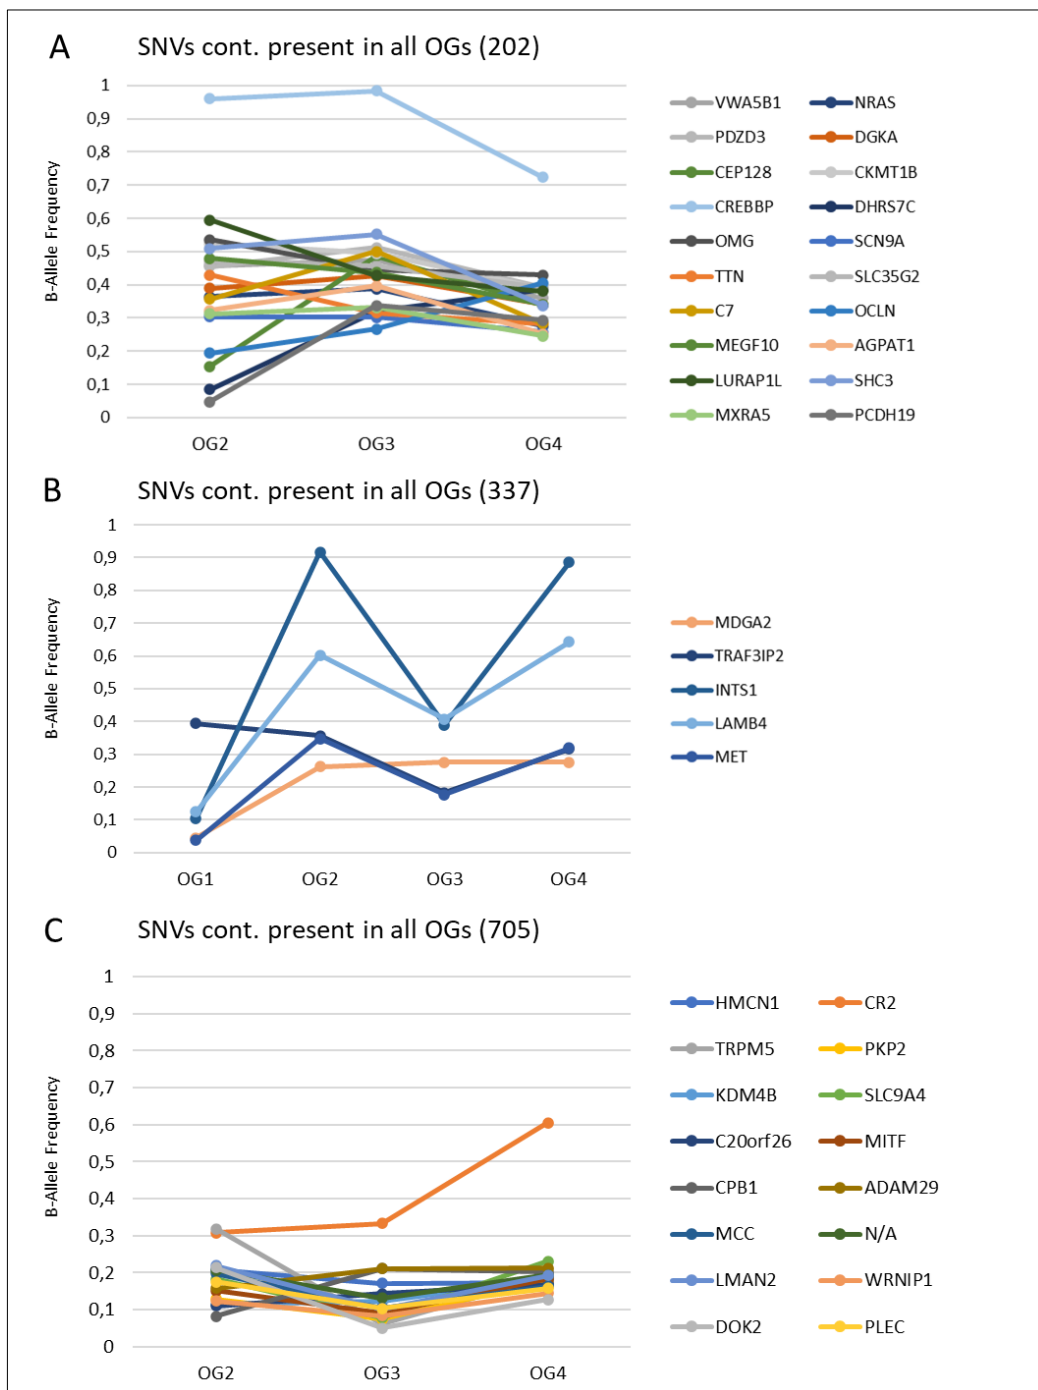 A SNVs cont. present in all OGs (202)
B-Allele Frequency
1
0,9
0,8
0,7
0,6
0,5
0,4
0,3
0,2
0,1
0
OG2 OG3 OG4
VWA5B1 NRAS
PDZD3 DGKA
CEP128 CKMT1B
CREBBP DHRS7C
OMG SCN9A
TTN SLC35G2
C7 OCLN
MEGF10 AGPAT1
LURAP1L SHC3
MXRA5 PCDH19
B SNVs cont. present in all OGs (337)
B-Allele Frequency
1
0,9
0,8
0,7
0,6
0,5
0,4
0,3
0,2
0,1
0
OG1 OG2 OG3 OG4
MDGA2
TRAF3IP2
INTS1
LAMB4
MET
C SNVs cont. present in all OGs (705)
B-Allele Frequency
1
0,9
0,8
0,7
0,6
0,5
0,4
0,3
0,2
0,1
0
OG2 OG3 OG4
HMCN1 CR2
TRPM5 PKP2
KDM4B SLC9A4
C20orf26 MITF
CPB1 ADAM29
MCC N/A
LMAN2 WRNIP1
DOK2 PLEC